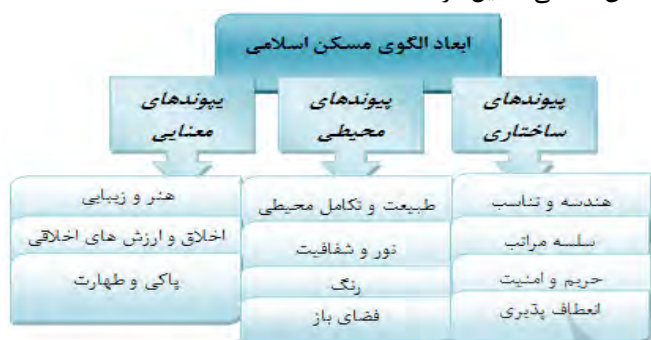 ابعاد الگوی مسکن اسلامی
پیوندهای ساختاری
هندسه و تناسب
سلسه مراتب
حریم و امنیت
انعطاف پذیری
پیوندهای محیطی
طبیعت و تکامل محیطی
نور و شفافیت
رنگ
فضای باز
پیوندهای معنایی
هنر و زیبایی
اخلاق و ارزش های اخلاقی
پاکی و طهارت